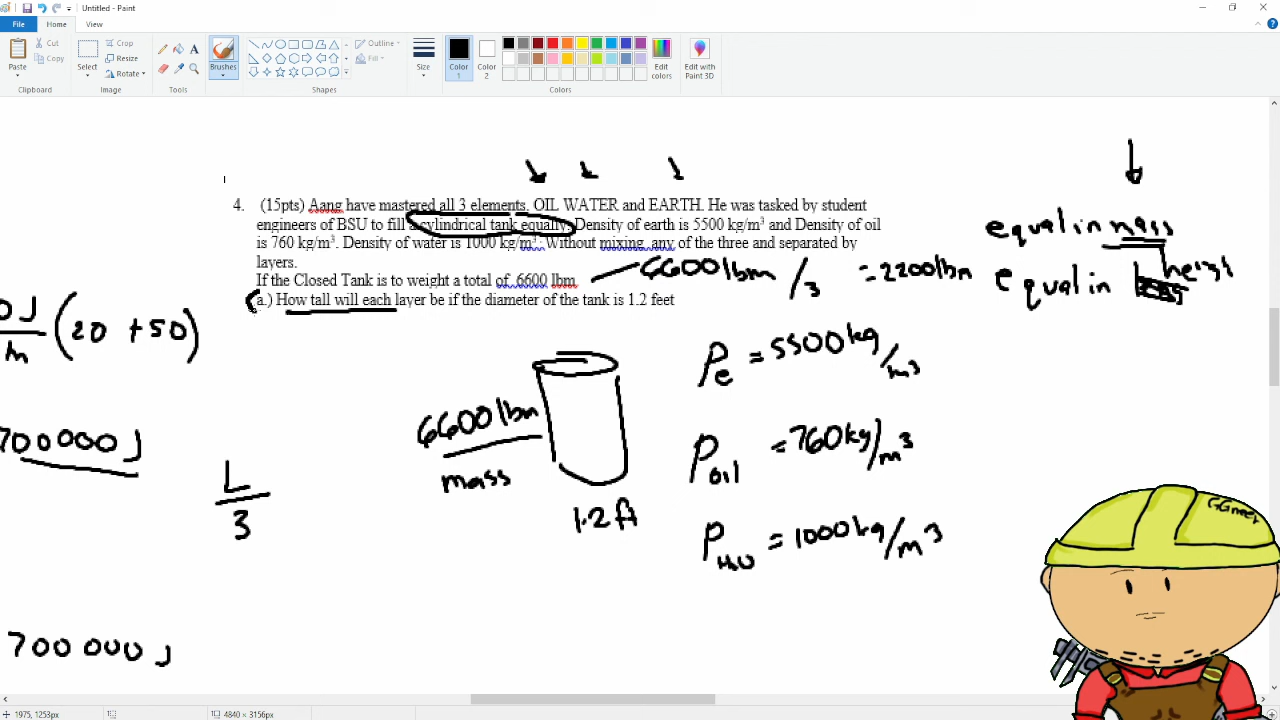 Untitled - Paint
File Home View
Paste Cut Copy Clipboard
Select Crop Resize Rotate Image
Tools
Brushes
Outline Fill Shapes
Size
Color 1 Color 2 Edit colors Colors
Edit with Paint 3D
4. (15pts) Aang have mastered all 3 elements, OIL WATER and EARTH. He was tasked by student
engineers of BSU to fill a cylindrical tank equally. Density of earth is 5500 kg/m³ and Density of oil
is 760 kg/m³. Density of water is 1000 kg/m³. Without mixing any of the three and separated by
layers.
If the Closed Tank is to weight a total of 6600 lbm
a.) How tall will each layer be if the diameter of the tank is 1.2 feet
equal in mass
6600 lbm/3 = 2200 lbm
equal in height
(20 + 50)
700000J
L/3
6600 lbm
mass
1.2 ft
ρe = 5500 kg/m3
ρoil = 760 kg/m3
ρH2O = 1000 kg/m3
700 000 J
GGneer
1975, 1253px
4840 × 3156px